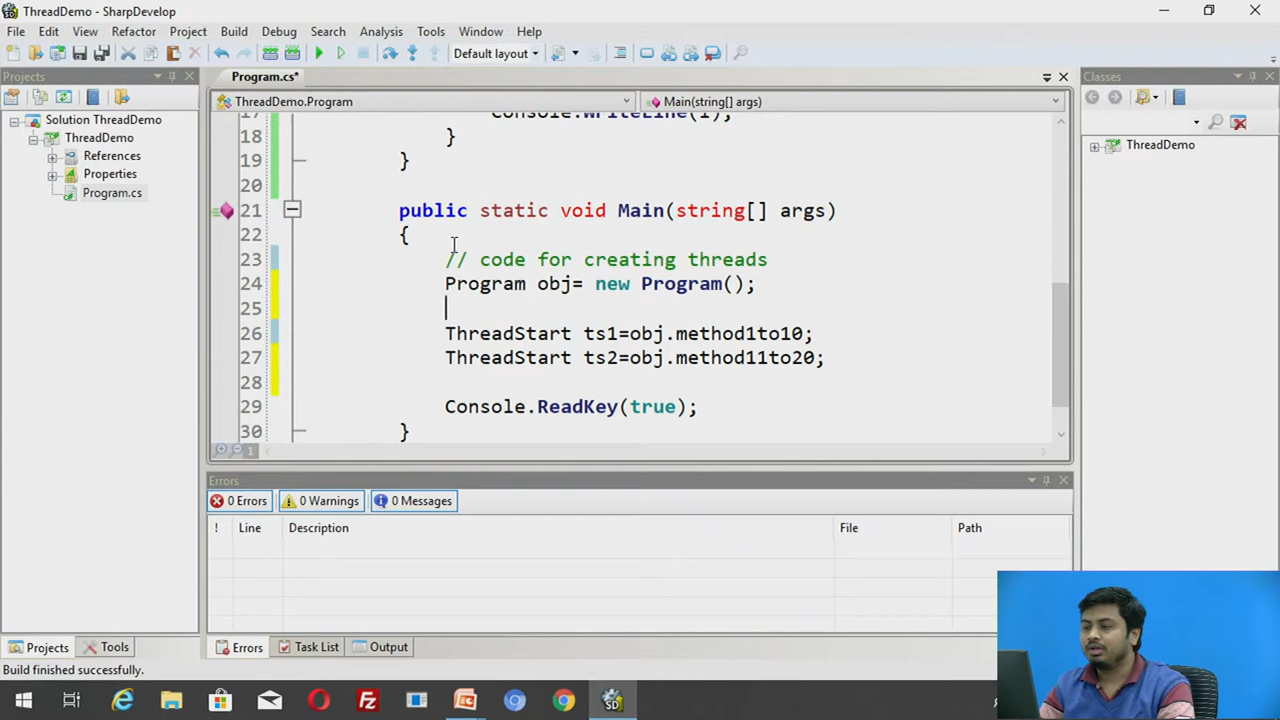 ThreadDemo - SharpDevelop
File Edit View Refactor Project Build Debug Search Analysis Tools Window Help
Default layout
Projects
Solution ThreadDemo
ThreadDemo
References
Properties
Program.cs
Program.cs*
ThreadDemo.Program
Main(string[] args)
17 Console.WriteLine(i);
18 }
19 }
20
21 public static void Main(string[] args)
22 {
23 // code for creating threads
24 Program obj= new Program();
25
26 ThreadStart ts1=obj.method1to10;
27 ThreadStart ts2=obj.method11to20;
28
29 Console.ReadKey(true);
30 }
1
Errors
0 Errors 0 Warnings 0 Messages
! Line Description File Path
Classes
ThreadDemo
Projects Tools
Errors Task List Output
Build finished successfully.